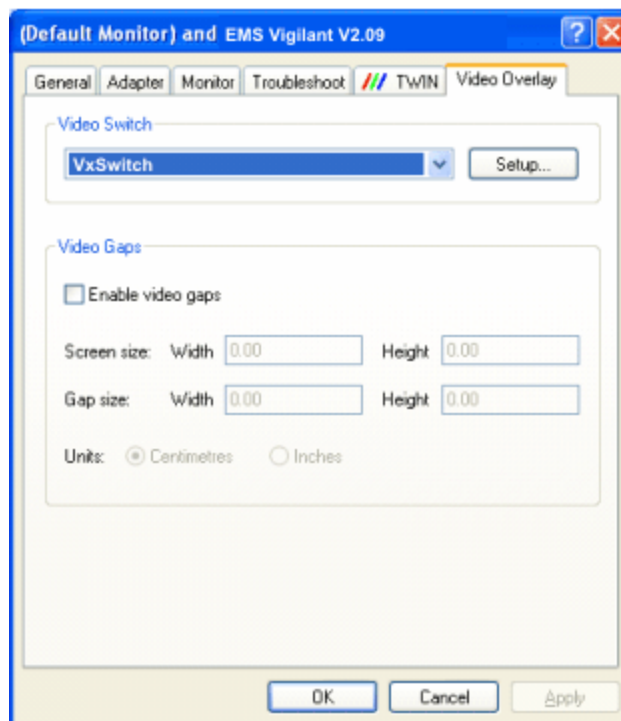 (Default Monitor) and EMS Vigilant V2.09 ?
General Adapter Monitor Troubleshoot TWIN Video Overlay
Video Switch
VxSwitch Setup...
Video Gaps
Enable video gaps
Screen size: Width 0.00 Height 0.00
Gap size: Width 0.00 Height 0.00
Units: Centimetres Inches
OK Cancel Apply